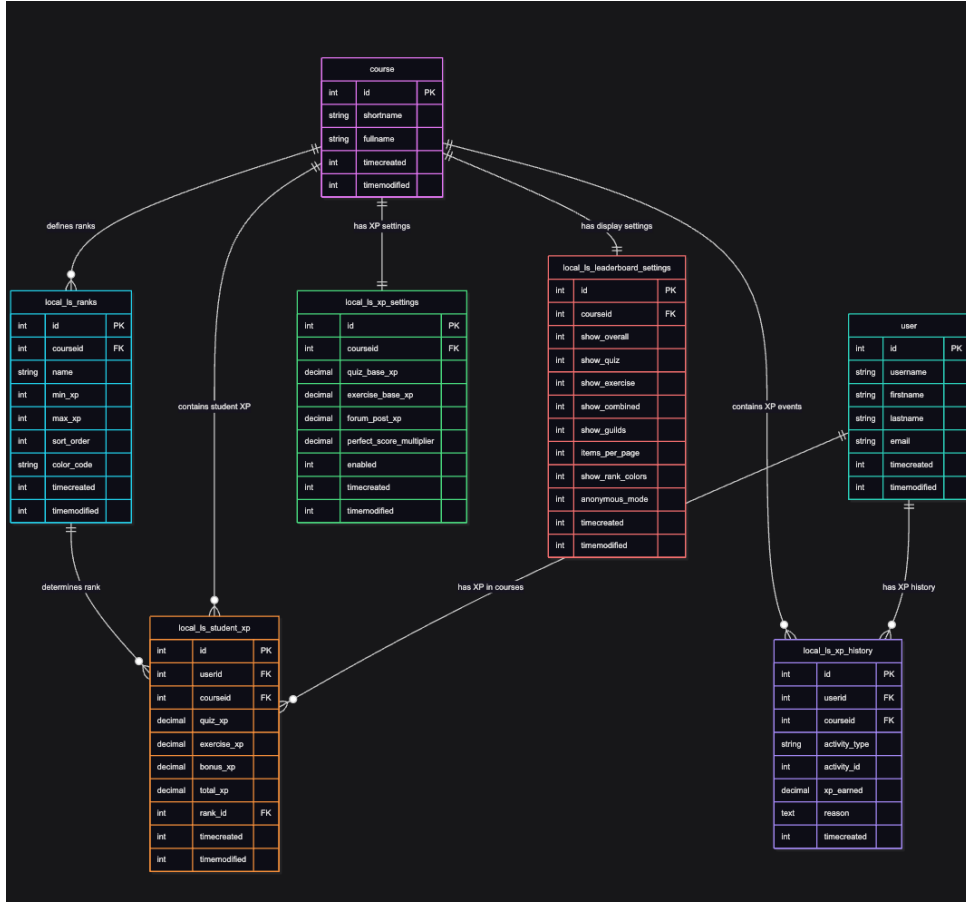 course
int id PK
string shortname
string fullname
int timecreated
int timemodified
defines ranks
has XP settings
has display settings
local_ls_ranks
int id PK
int courseid FK
string name
int min_xp
int max_xp
int sort_order
string color_code
int timecreated
int timemodified
local_ls_xp_settings
int id PK
int courseid FK
decimal quiz_base_xp
decimal exercise_base_xp
decimal forum_post_xp
decimal perfect_score_multiplier
int enabled
int timecreated
int timemodified
local_ls_leaderboard_settings
int id PK
int courseid FK
int show_overall
int show_quiz
int show_exercise
int show_combined
int show_guilds
int items_per_page
int show_rank_colors
int anonymous_mode
int timecreated
int timemodified
user
int id PK
string username
string firstname
string lastname
string email
int timecreated
int timemodified
contains student XP
contains XP events
determines rank
has XP in courses
has XP history
local_ls_student_xp
int id PK
int userid FK
int courseid FK
decimal quiz_xp
decimal exercise_xp
decimal bonus_xp
decimal total_xp
int rank_id FK
int timecreated
int timemodified
local_ls_xp_history
int id PK
int userid FK
int courseid FK
string activity_type
int activity_id
decimal xp_earned
text reason
int timecreated